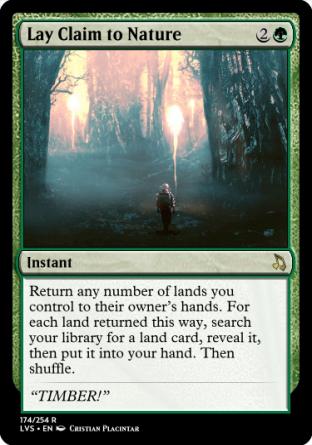 Lay Claim to Nature 2
Instant
Return any number of lands you
control to their owner's hands. For
each land returned this way, search
your library for a land card, reveal it,
then put it into your hand. Then
shuffle.
"TIMBER!"
174/254 R
LVS • EN Cristian Placintar